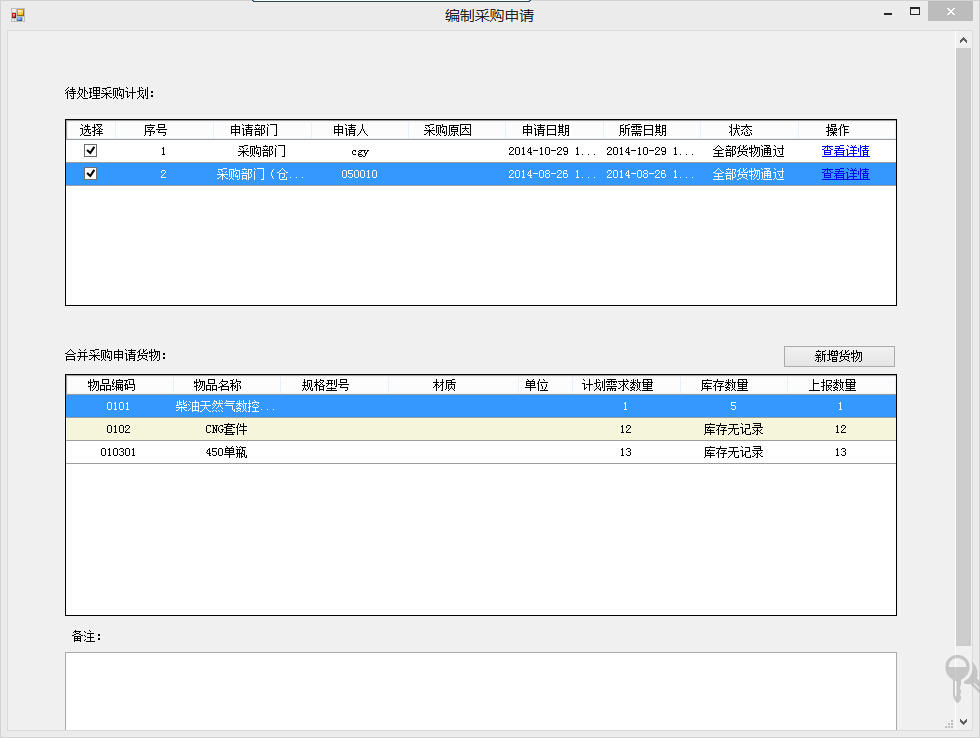 编制采购申请
待处理采购计划：
选择 序号 申请部门 申请人 采购原因 申请日期 所需日期 状态 操作
1 采购部门 cgy 2014-10-29 1... 2014-10-29 1... 全部货物通过 查看详情
2 采购部门（仓... 050010 2014-08-26 1... 2014-08-26 1... 全部货物通过 查看详情
合并采购申请货物：
新增货物
物品编码 物品名称 规格型号 材质 单位 计划需求数量 库存数量 上报数量
0101 柴油天然气数控... 1 5 1
0102 CNG套件 12 库存无记录 12
010301 450单瓶 13 库存无记录 13
备注：